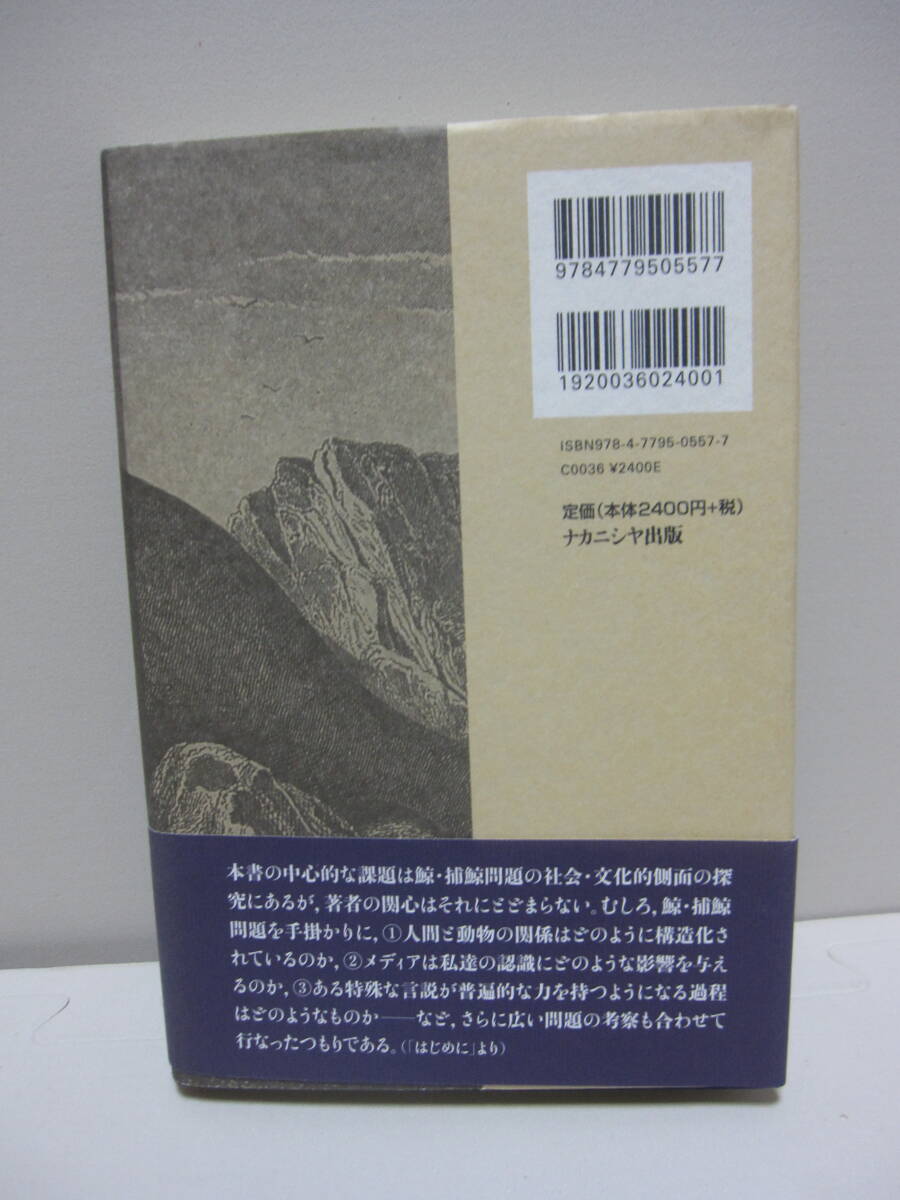 9784779505577
1920036024001
ISBN978-4-7795-0557-7
C0036 ¥2400E
定価(本体2400円+税)
ナカニシヤ出版
本書の中心的な課題は鯨・捕鯨問題の社会・文化的側面の探
究にあるが，著者の関心はそれにとどまらない。むしろ，鯨・捕鯨
問題を手掛かりに，①人間と動物の関係はどのように構造化さ
れているのか，②メディアは私達の認識にどのような影響を与え
るのか，③ある特殊な言説が普遍的な力を持つようになる過程
はどのようなものか——など，さらに広い問題の考察も合わせて
行なったつもりである。（「はじめに」より）